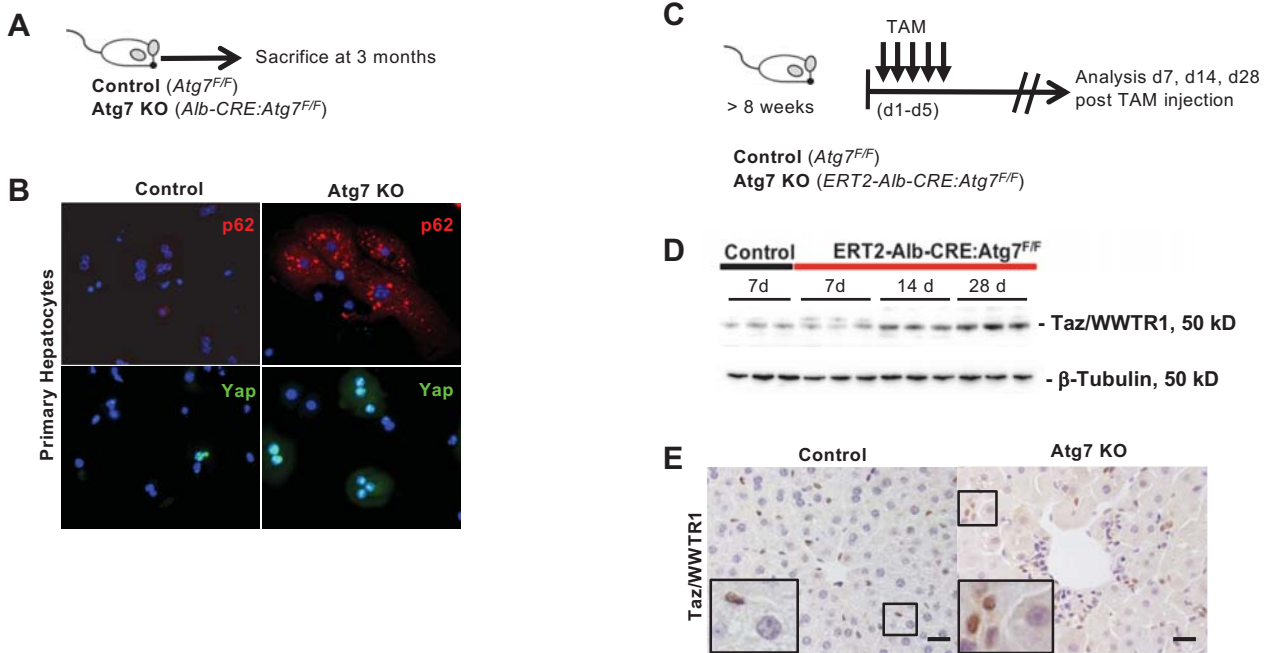 A
Sacrifice at 3 months
Control (Atg7F/F)
Atg7 KO (Alb-CRE:Atg7F/F)
B
Control
Atg7 KO
Primary Hepatocytes
p62
p62
Yap
Yap
C
TAM
> 8 weeks
(d1-d5)
Analysis d7, d14, d28
post TAM injection
Control (Atg7F/F)
Atg7 KO (ERT2-Alb-CRE:Atg7F/F)
D
Control
ERT2-Alb-CRE:Atg7F/F
7d
7d
14 d
28 d
- Taz/WWTR1, 50 kD
- β-Tubulin, 50 kD
E
Control
Atg7 KO
Taz/WWTR1